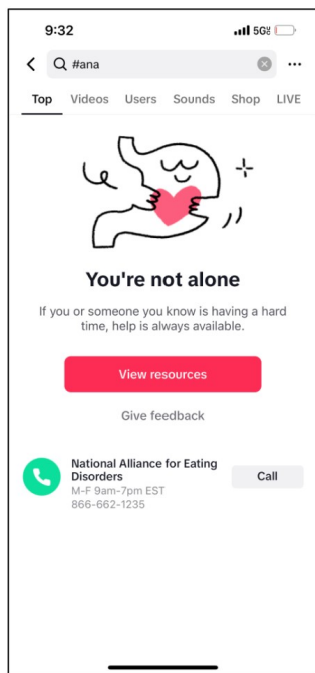 9:32
5G
#ana
Top Videos Users Sounds Shop LIVE
You're not alone
If you or someone you know is having a hard
time, help is always available.
View resources
Give feedback
National Alliance for Eating
Disorders
M-F 9am-7pm EST
866-662-1235
Call